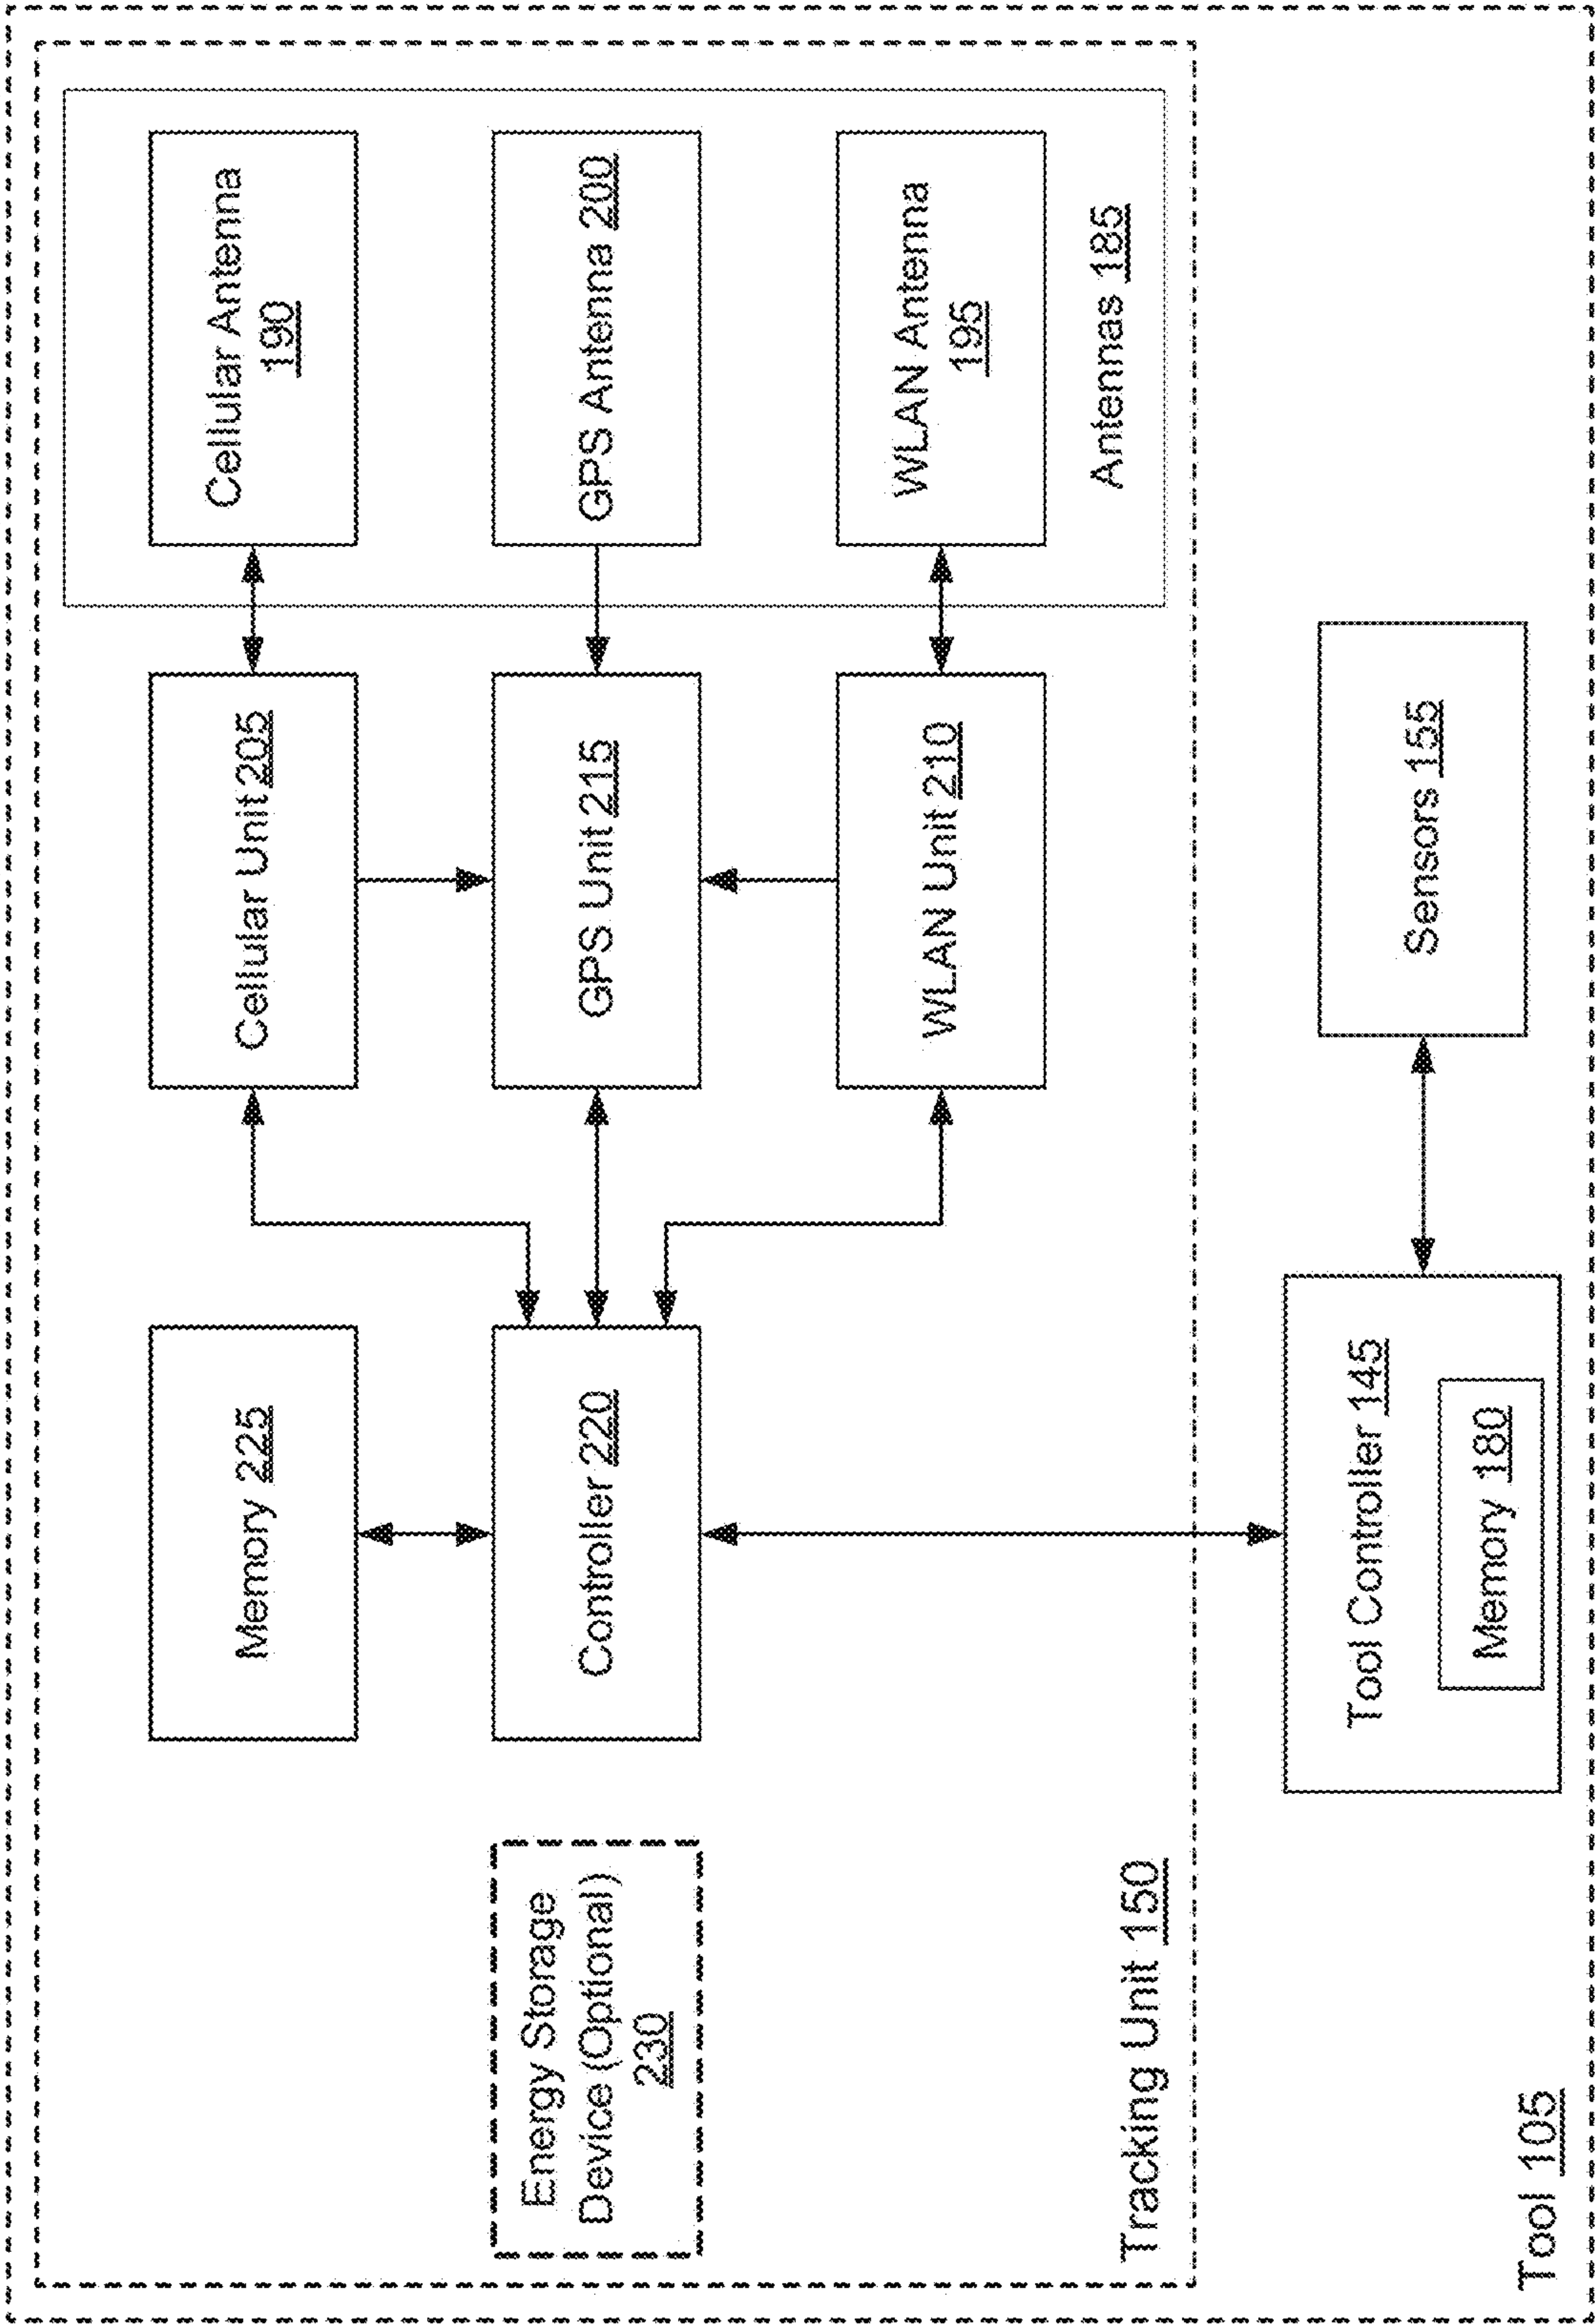 Memory 225
Cellular Unit 205
Cellular Antenna
190
Energy Storage
Device (Optional)
230
Controller 220
GPS Unit 215
GPS Antenna 200
WLAN Unit 210
WLAN Antenna
195
Antennas 185
Tracking Unit 150
Tool Controller 145
Memory 180
Sensors 155
Tool 105